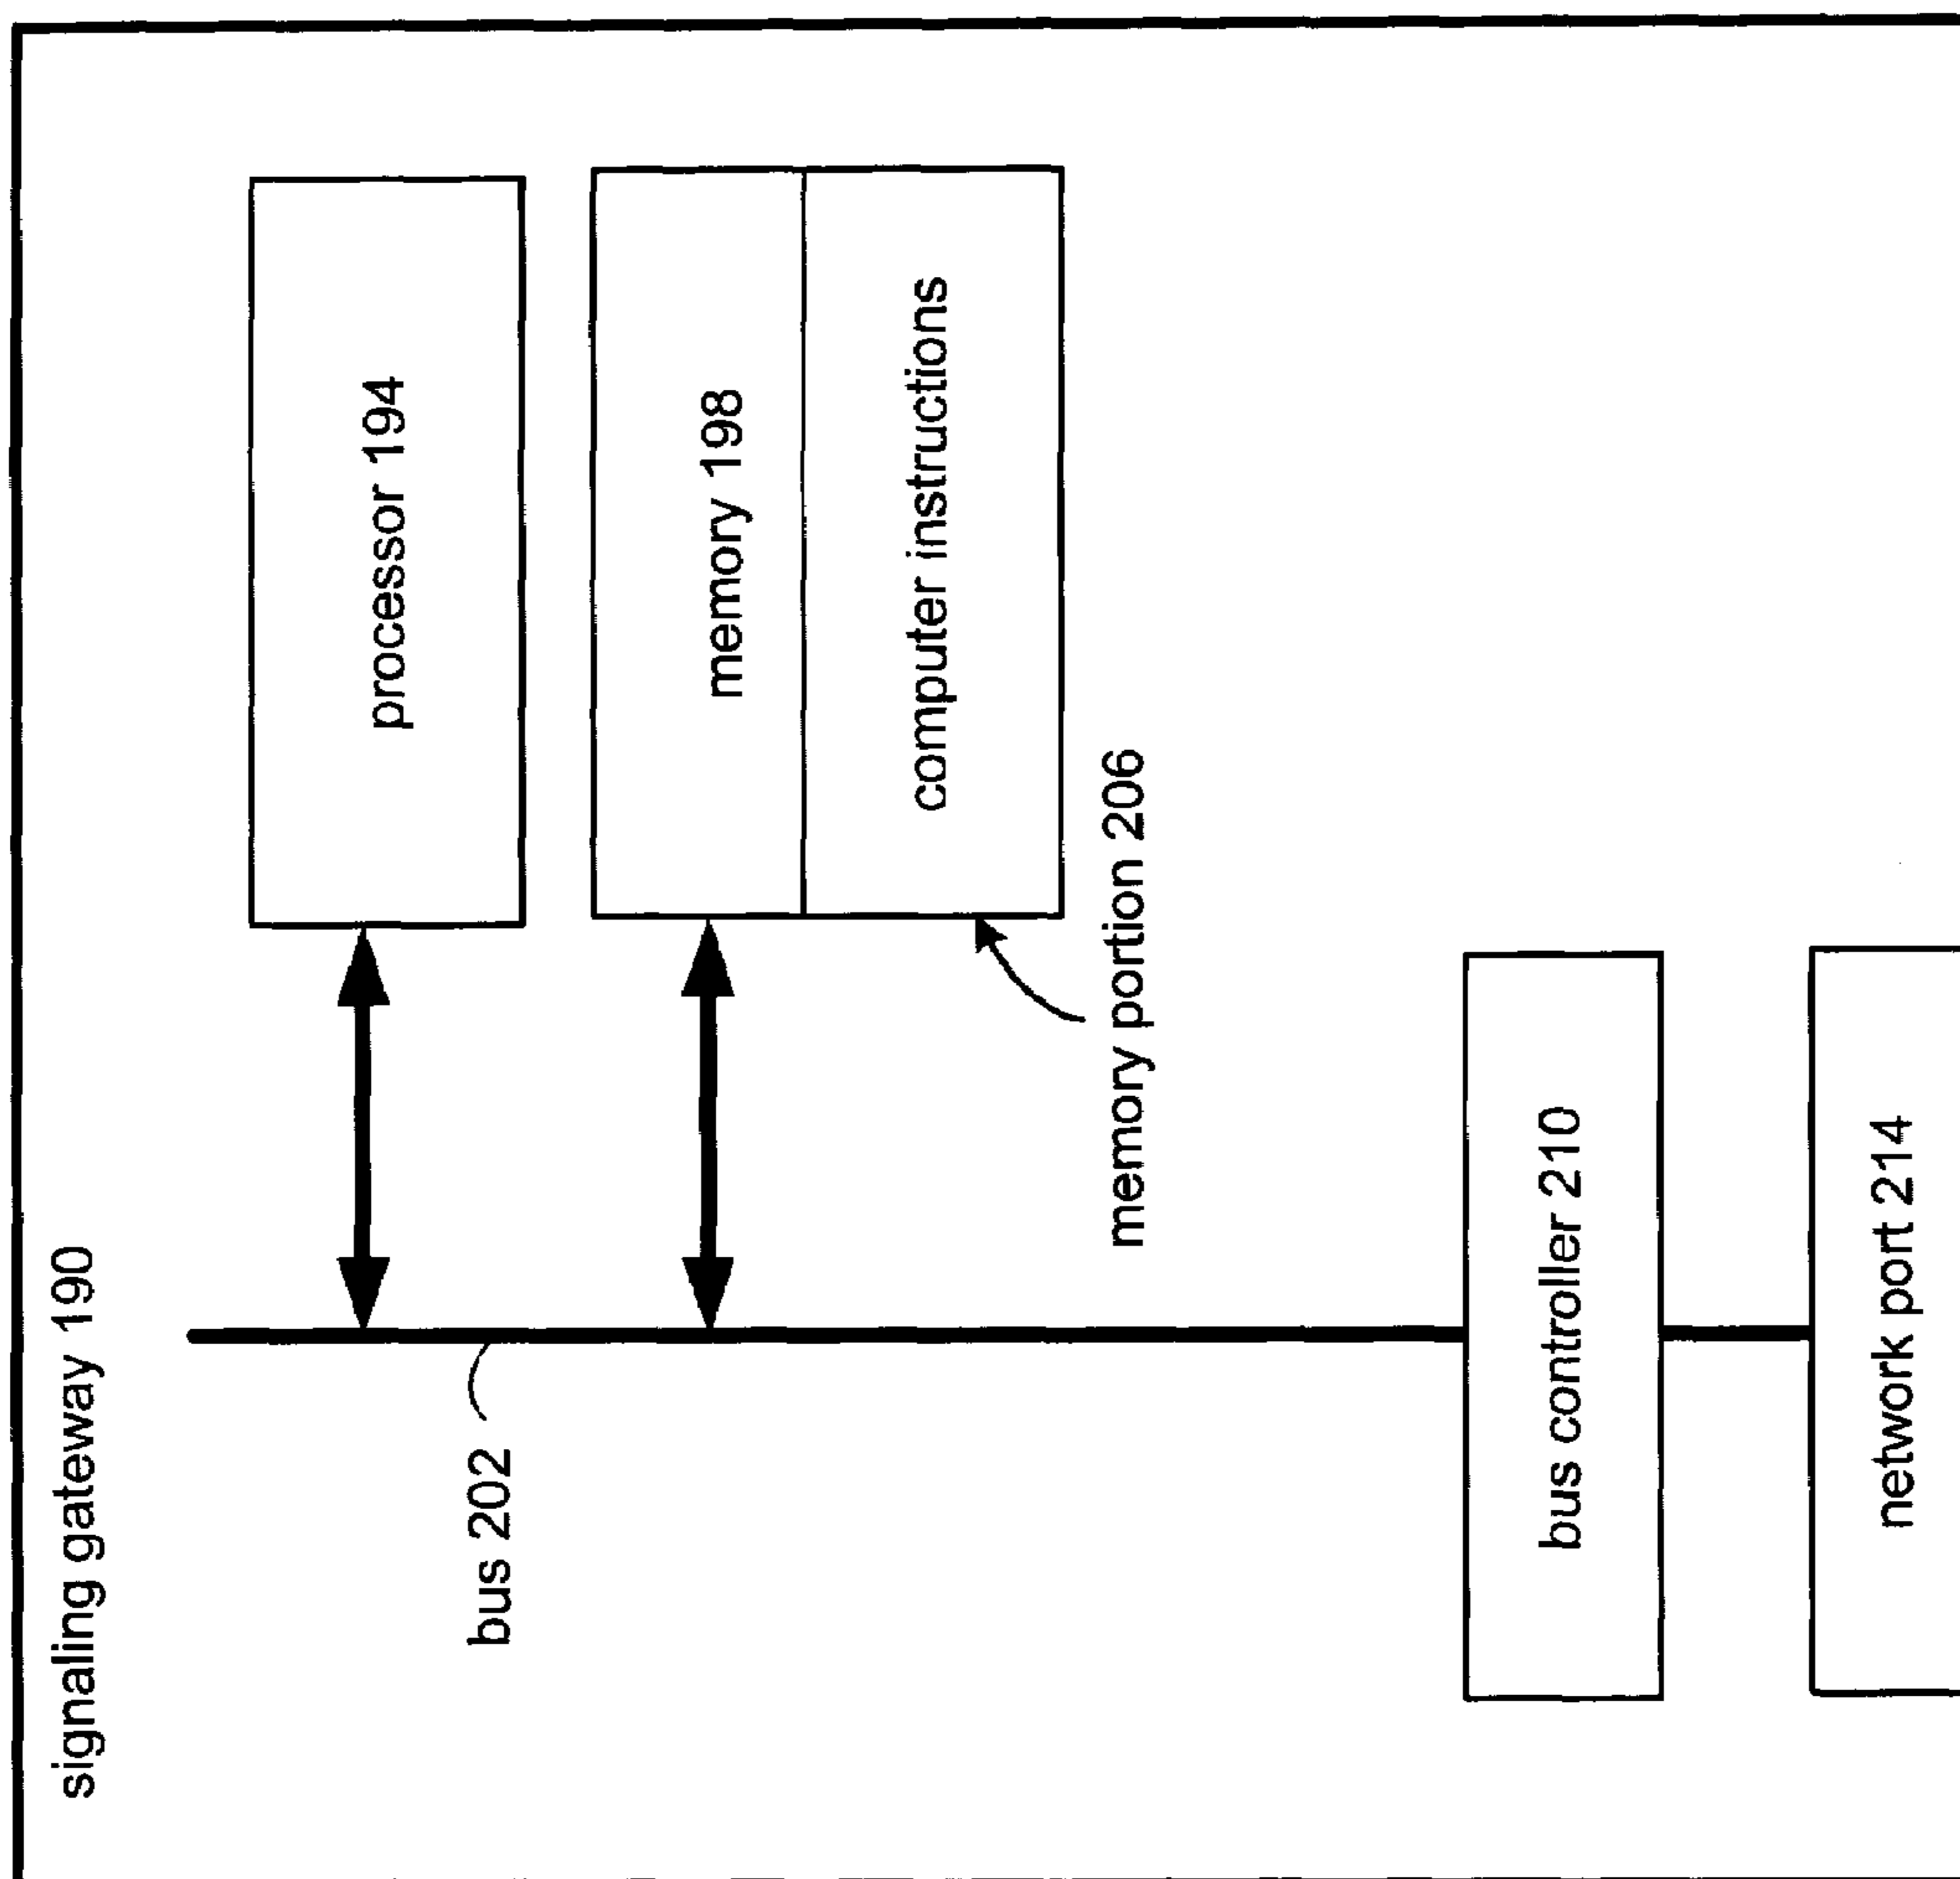 signaling gateway 190
processor 194
bus 202
memory 198
computer instructions
memory portion 206
bus controller 210
network port 214